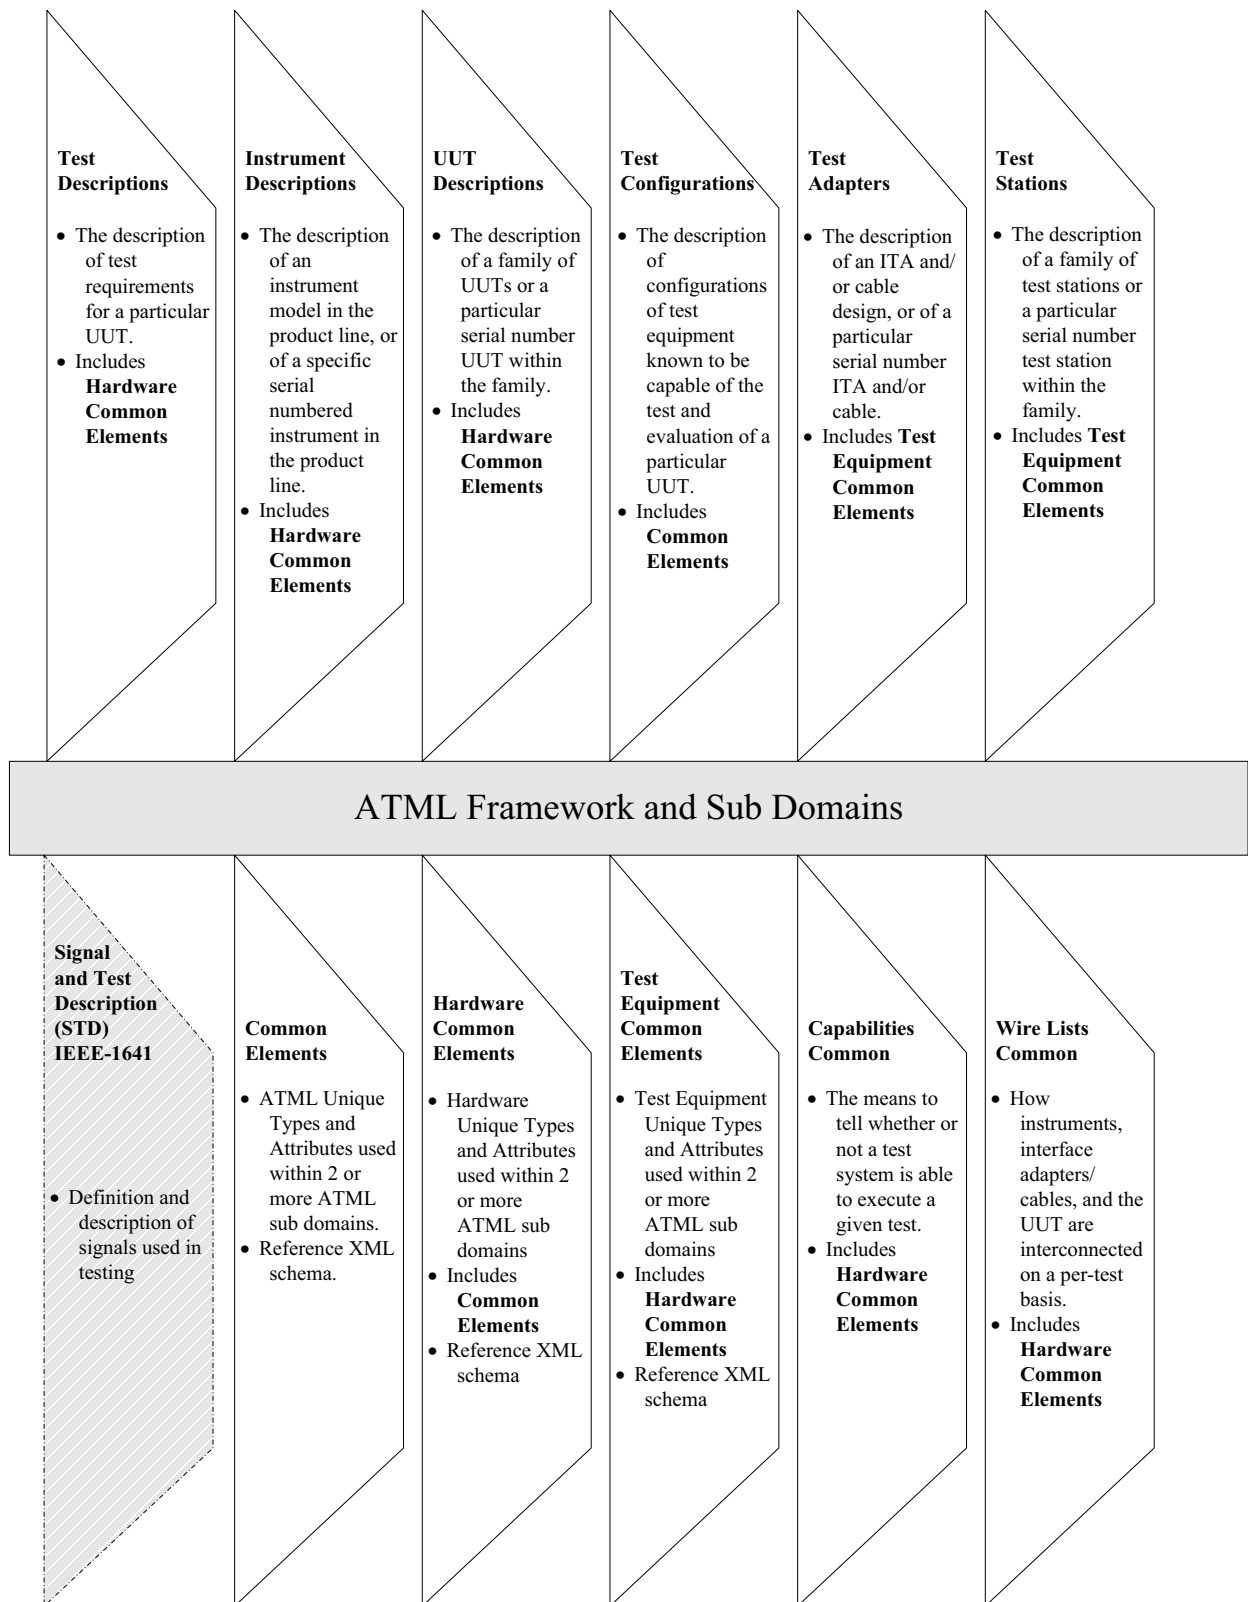 Test
Descriptions
• The description
of test
requirements
for a particular
UUT.
• Includes
Hardware
Common
Elements
Instrument
Descriptions
• The description
of an
instrument
model in the
product line, or
of a specific
serial
numbered
instrument in
the product
line.
• Includes
Hardware
Common
Elements
UUT
Descriptions
• The description
of a family of
UUTs or a
particular
serial number
UUT within
the family.
• Includes
Hardware
Common
Elements
Test
Configurations
• The description
of
configurations
of test
equipment
known to be
capable of the
test and
evaluation of a
particular
UUT.
• Includes
Common
Elements
Test
Adapters
• The description
of an ITA and/
or cable
design, or of a
particular
serial number
ITA and/or
cable.
• Includes Test
Equipment
Common
Elements
Test
Stations
• The description
of a family of
test stations or
a particular
serial number
test station
within the
family.
• Includes Test
Equipment
Common
Elements
ATML Framework and Sub Domains
Signal
and Test
Description
(STD)
IEEE-1641
• Definition and
description of
signals used in
testing
Common
Elements
• ATML Unique
Types and
Attributes used
within 2 or
more ATML
sub domains.
• Reference XML
schema.
Hardware
Common
Elements
• Hardware
Unique Types
and Attributes
used within 2
or more
ATML sub
domains
• Includes
Common
Elements
• Reference XML
schema
Test
Equipment
Common
Elements
• Test Equipment
Unique Types
and Attributes
used within 2
or more
ATML sub
domains
• Includes
Hardware
Common
Elements
• Reference XML
schema
Capabilities
Common
• The means to
tell whether or
not a test
system is able
to execute a
given test.
• Includes
Hardware
Common
Elements
Wire Lists
Common
• How
instruments,
interface
adapters/
cables, and the
UUT are
interconnected
on a per-test
basis.
• Includes
Hardware
Common
Elements